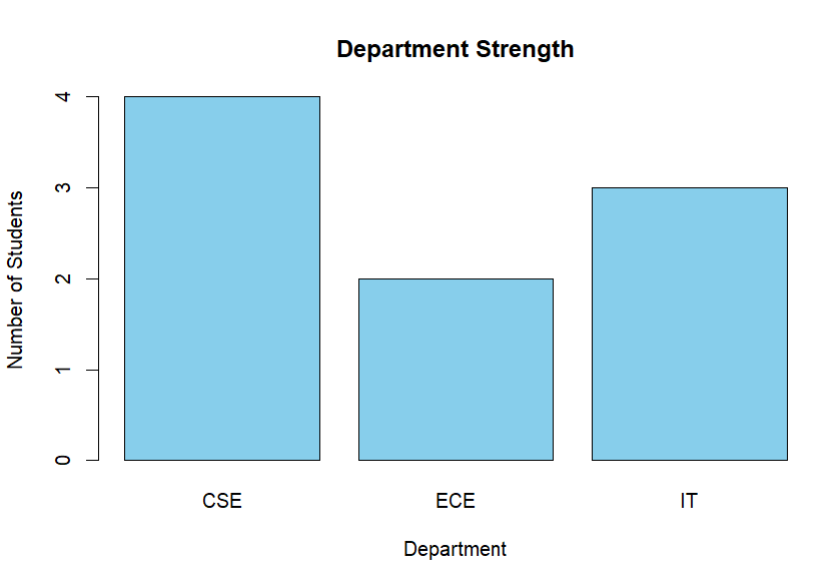 Department Strength
Number of Students
4
3
2
1
0
CSE ECE IT
Department